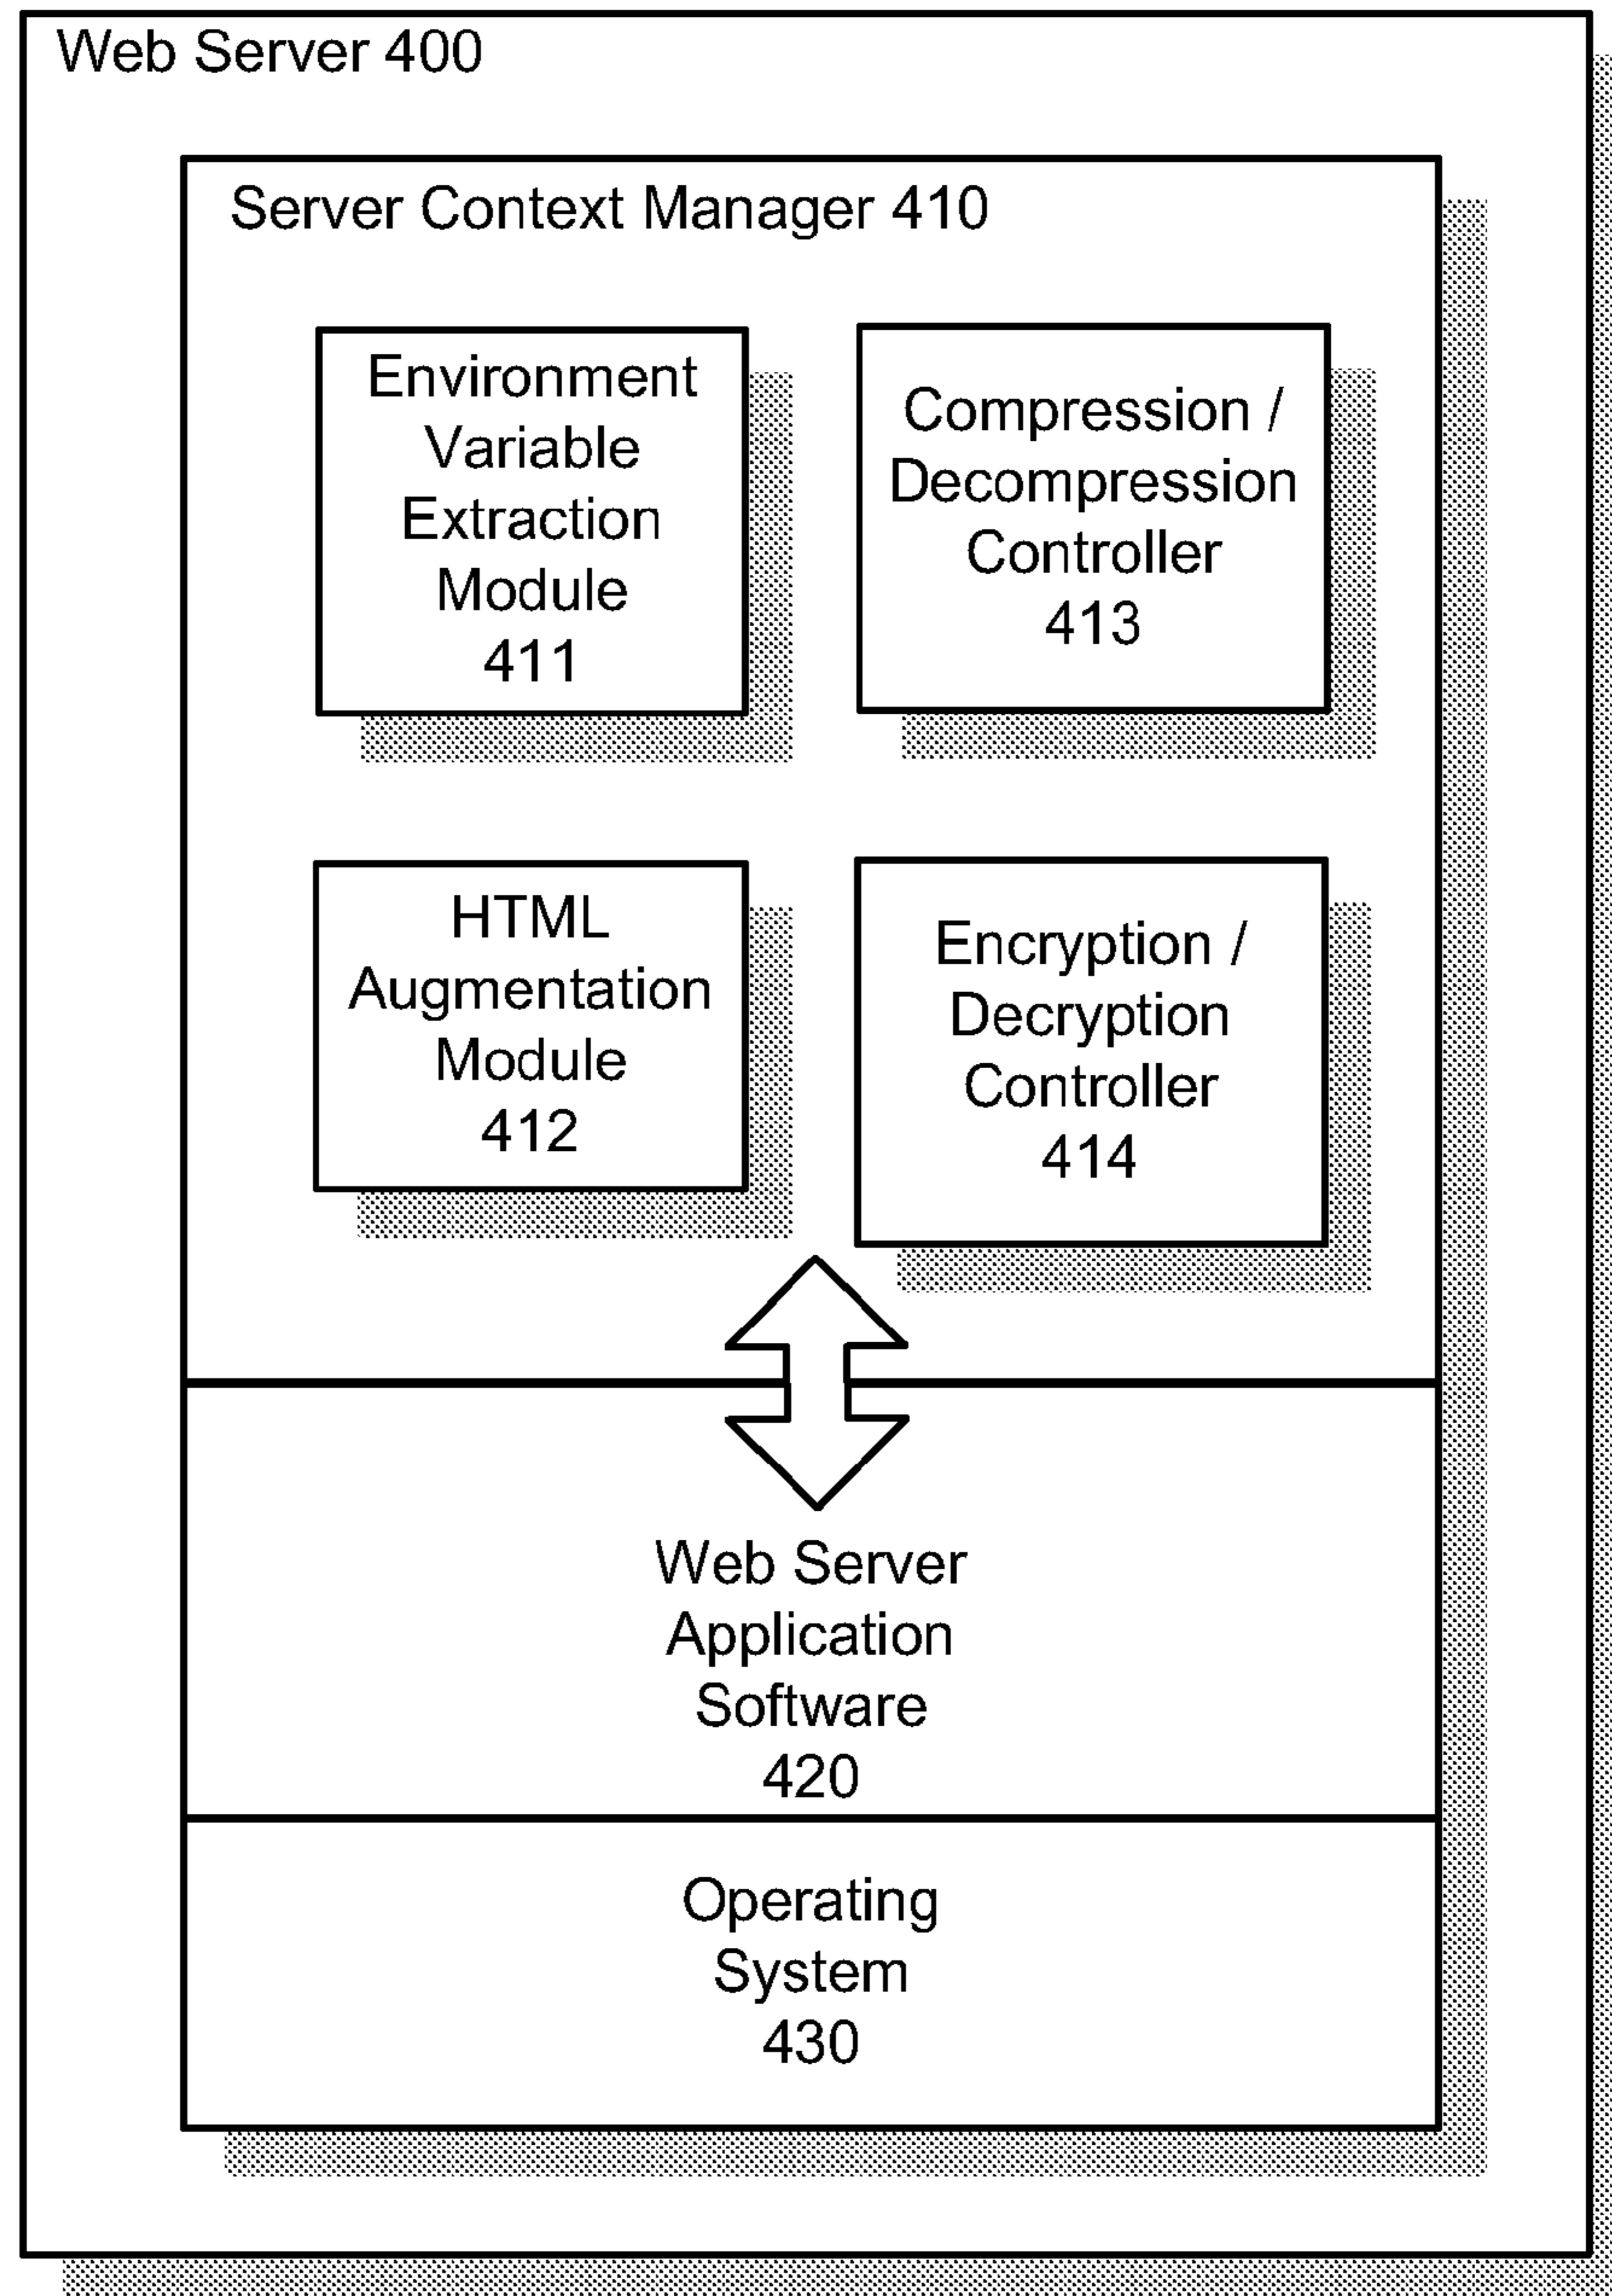 Web Server 400
Server Context Manager 410
Environment
Variable
Extraction
Module
411
Compression /
Decompression
Controller
413
HTML
Augmentation
Module
412
Encryption /
Decryption
Controller
414
Web Server
Application
Software
420
Operating
System
430